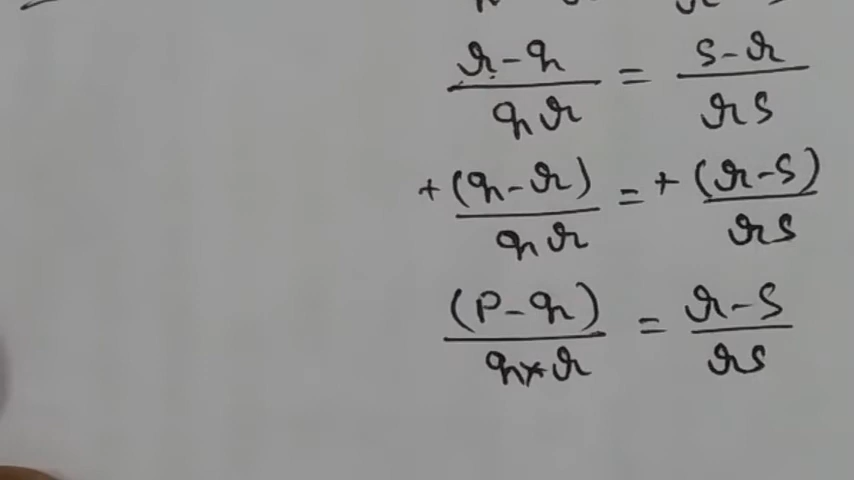 r-q/qr = s-r/rs
+(q-r)/qr = +(r-s)/rs
(P-q)/q×r = r-s/rs